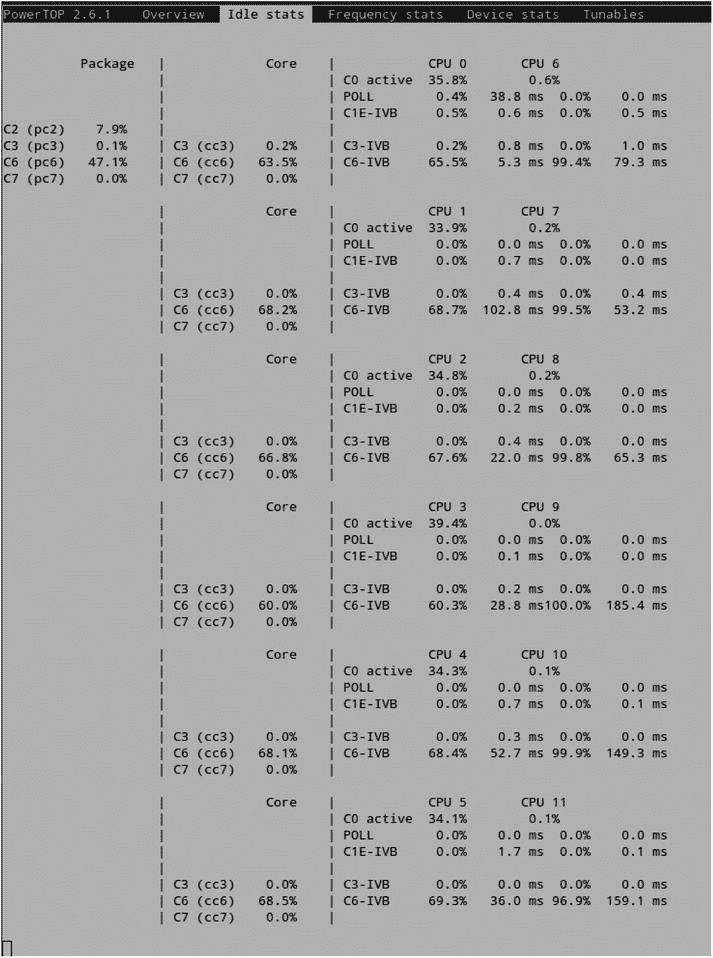 PowerTOP 2.6.1    Overview   Idle stats   Frequency stats   Device stats   Tunables
          Package   |             Core    |            CPU 0       CPU 6
                    |                     | C0 active  35.8%        0.6%
                    |                     | POLL        0.4%   38.8 ms  0.0%    0.0 ms
                    |                     | C1E-IVB     0.5%    0.6 ms  0.0%    0.5 ms
C2 (pc2)    7.9%    |                     |
C3 (pc3)    0.1%    | C3 (cc3)    0.2%    | C3-IVB      0.2%    0.8 ms  0.0%    1.0 ms
C6 (pc6)   47.1%    | C6 (cc6)   63.5%    | C6-IVB     65.5%    5.3 ms 99.4%   79.3 ms
C7 (pc7)    0.0%    | C7 (cc7)    0.0%    |
                    |             Core    |            CPU 1       CPU 7
                    |                     | C0 active  33.9%        0.2%
                    |                     | POLL        0.0%    0.0 ms  0.0%    0.0 ms
                    |                     | C1E-IVB     0.0%    0.7 ms  0.0%    0.0 ms
                    |                     |
                    | C3 (cc3)    0.0%    | C3-IVB      0.0%    0.4 ms  0.0%    0.4 ms
                    | C6 (cc6)   68.2%    | C6-IVB     68.7%  102.8 ms 99.5%   53.2 ms
                    | C7 (cc7)    0.0%    |
                    |             Core    |            CPU 2       CPU 8
                    |                     | C0 active  34.8%        0.2%
                    |                     | POLL        0.0%    0.0 ms  0.0%    0.0 ms
                    |                     | C1E-IVB     0.0%    0.2 ms  0.0%    0.0 ms
                    |                     |
                    | C3 (cc3)    0.0%    | C3-IVB      0.0%    0.4 ms  0.0%    0.0 ms
                    | C6 (cc6)   66.8%    | C6-IVB     67.6%   22.0 ms 99.8%   65.3 ms
                    | C7 (cc7)    0.0%    |
                    |             Core    |            CPU 3       CPU 9
                    |                     | C0 active  39.4%        0.0%
                    |                     | POLL        0.0%    0.0 ms  0.0%    0.0 ms
                    |                     | C1E-IVB     0.0%    0.1 ms  0.0%    0.0 ms
                    |                     |
                    | C3 (cc3)    0.0%    | C3-IVB      0.0%    0.2 ms  0.0%    0.0 ms
                    | C6 (cc6)   60.0%    | C6-IVB     60.3%   28.8 ms100.0%  185.4 ms
                    | C7 (cc7)    0.0%    |
                    |             Core    |            CPU 4       CPU 10
                    |                     | C0 active  34.3%        0.1%
                    |                     | POLL        0.0%    0.0 ms  0.0%    0.0 ms
                    |                     | C1E-IVB     0.0%    0.7 ms  0.0%    0.1 ms
                    |                     |
                    | C3 (cc3)    0.0%    | C3-IVB      0.0%    0.3 ms  0.0%    0.0 ms
                    | C6 (cc6)   68.1%    | C6-IVB     68.4%   52.7 ms 99.9%  149.3 ms
                    | C7 (cc7)    0.0%    |
                    |             Core    |            CPU 5       CPU 11
                    |                     | C0 active  34.1%        0.1%
                    |                     | POLL        0.0%    0.0 ms  0.0%    0.0 ms
                    |                     | C1E-IVB     0.0%    1.7 ms  0.0%    0.1 ms
                    |                     |
                    | C3 (cc3)    0.0%    | C3-IVB      0.0%    0.0 ms  0.0%    0.0 ms
                    | C6 (cc6)   68.5%    | C6-IVB     69.3%   36.0 ms 96.9%  159.1 ms
                    | C7 (cc7)    0.0%    |